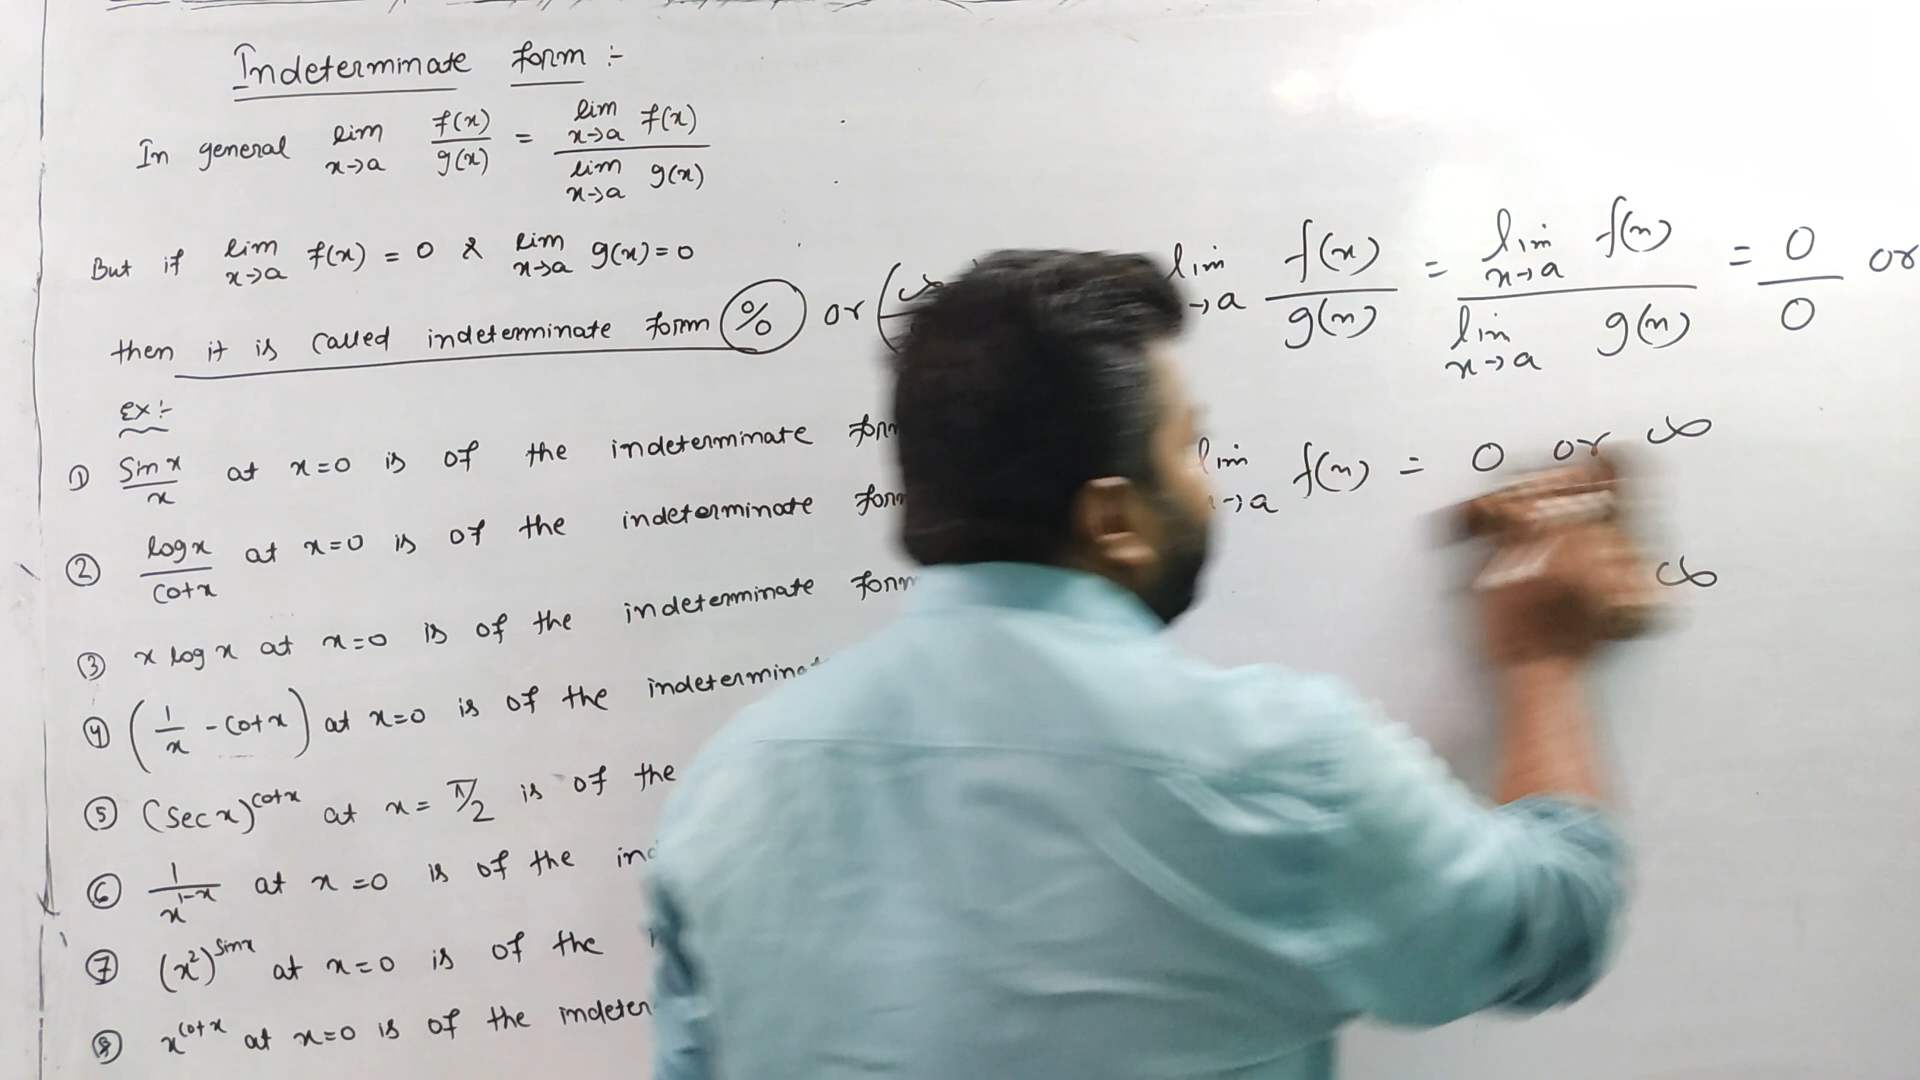 Indeterminate form :-
In general lim x→a f(x)/g(x) = lim x→a f(x) / lim x→a g(x)
But if lim x→a f(x) = 0 & lim x→a g(x) = 0
then it is called indeterminate form (0/0) or (∞
Ex :-
① Sin x / x at x=0 is of the indeterminate
② log x / cot x at x=0 is of the indeterminate
③ x log x at x=0 is of the indeterminate
④ (1/x - cot x) at x=0 is of the
⑤ (Sec x)^cot x at x = π/2 is of the
⑥ 1 / x^1-x at x=0 is of the
⑦ (x²)^Sin x at x=0 is of the
⑧ x^cot x at x=0 is of the
lim →a f(x)/g(x) = lim x→a f(x) / lim x→a g(x) = 0/0 or
lim →a f(x) = 0 or ∞
∞